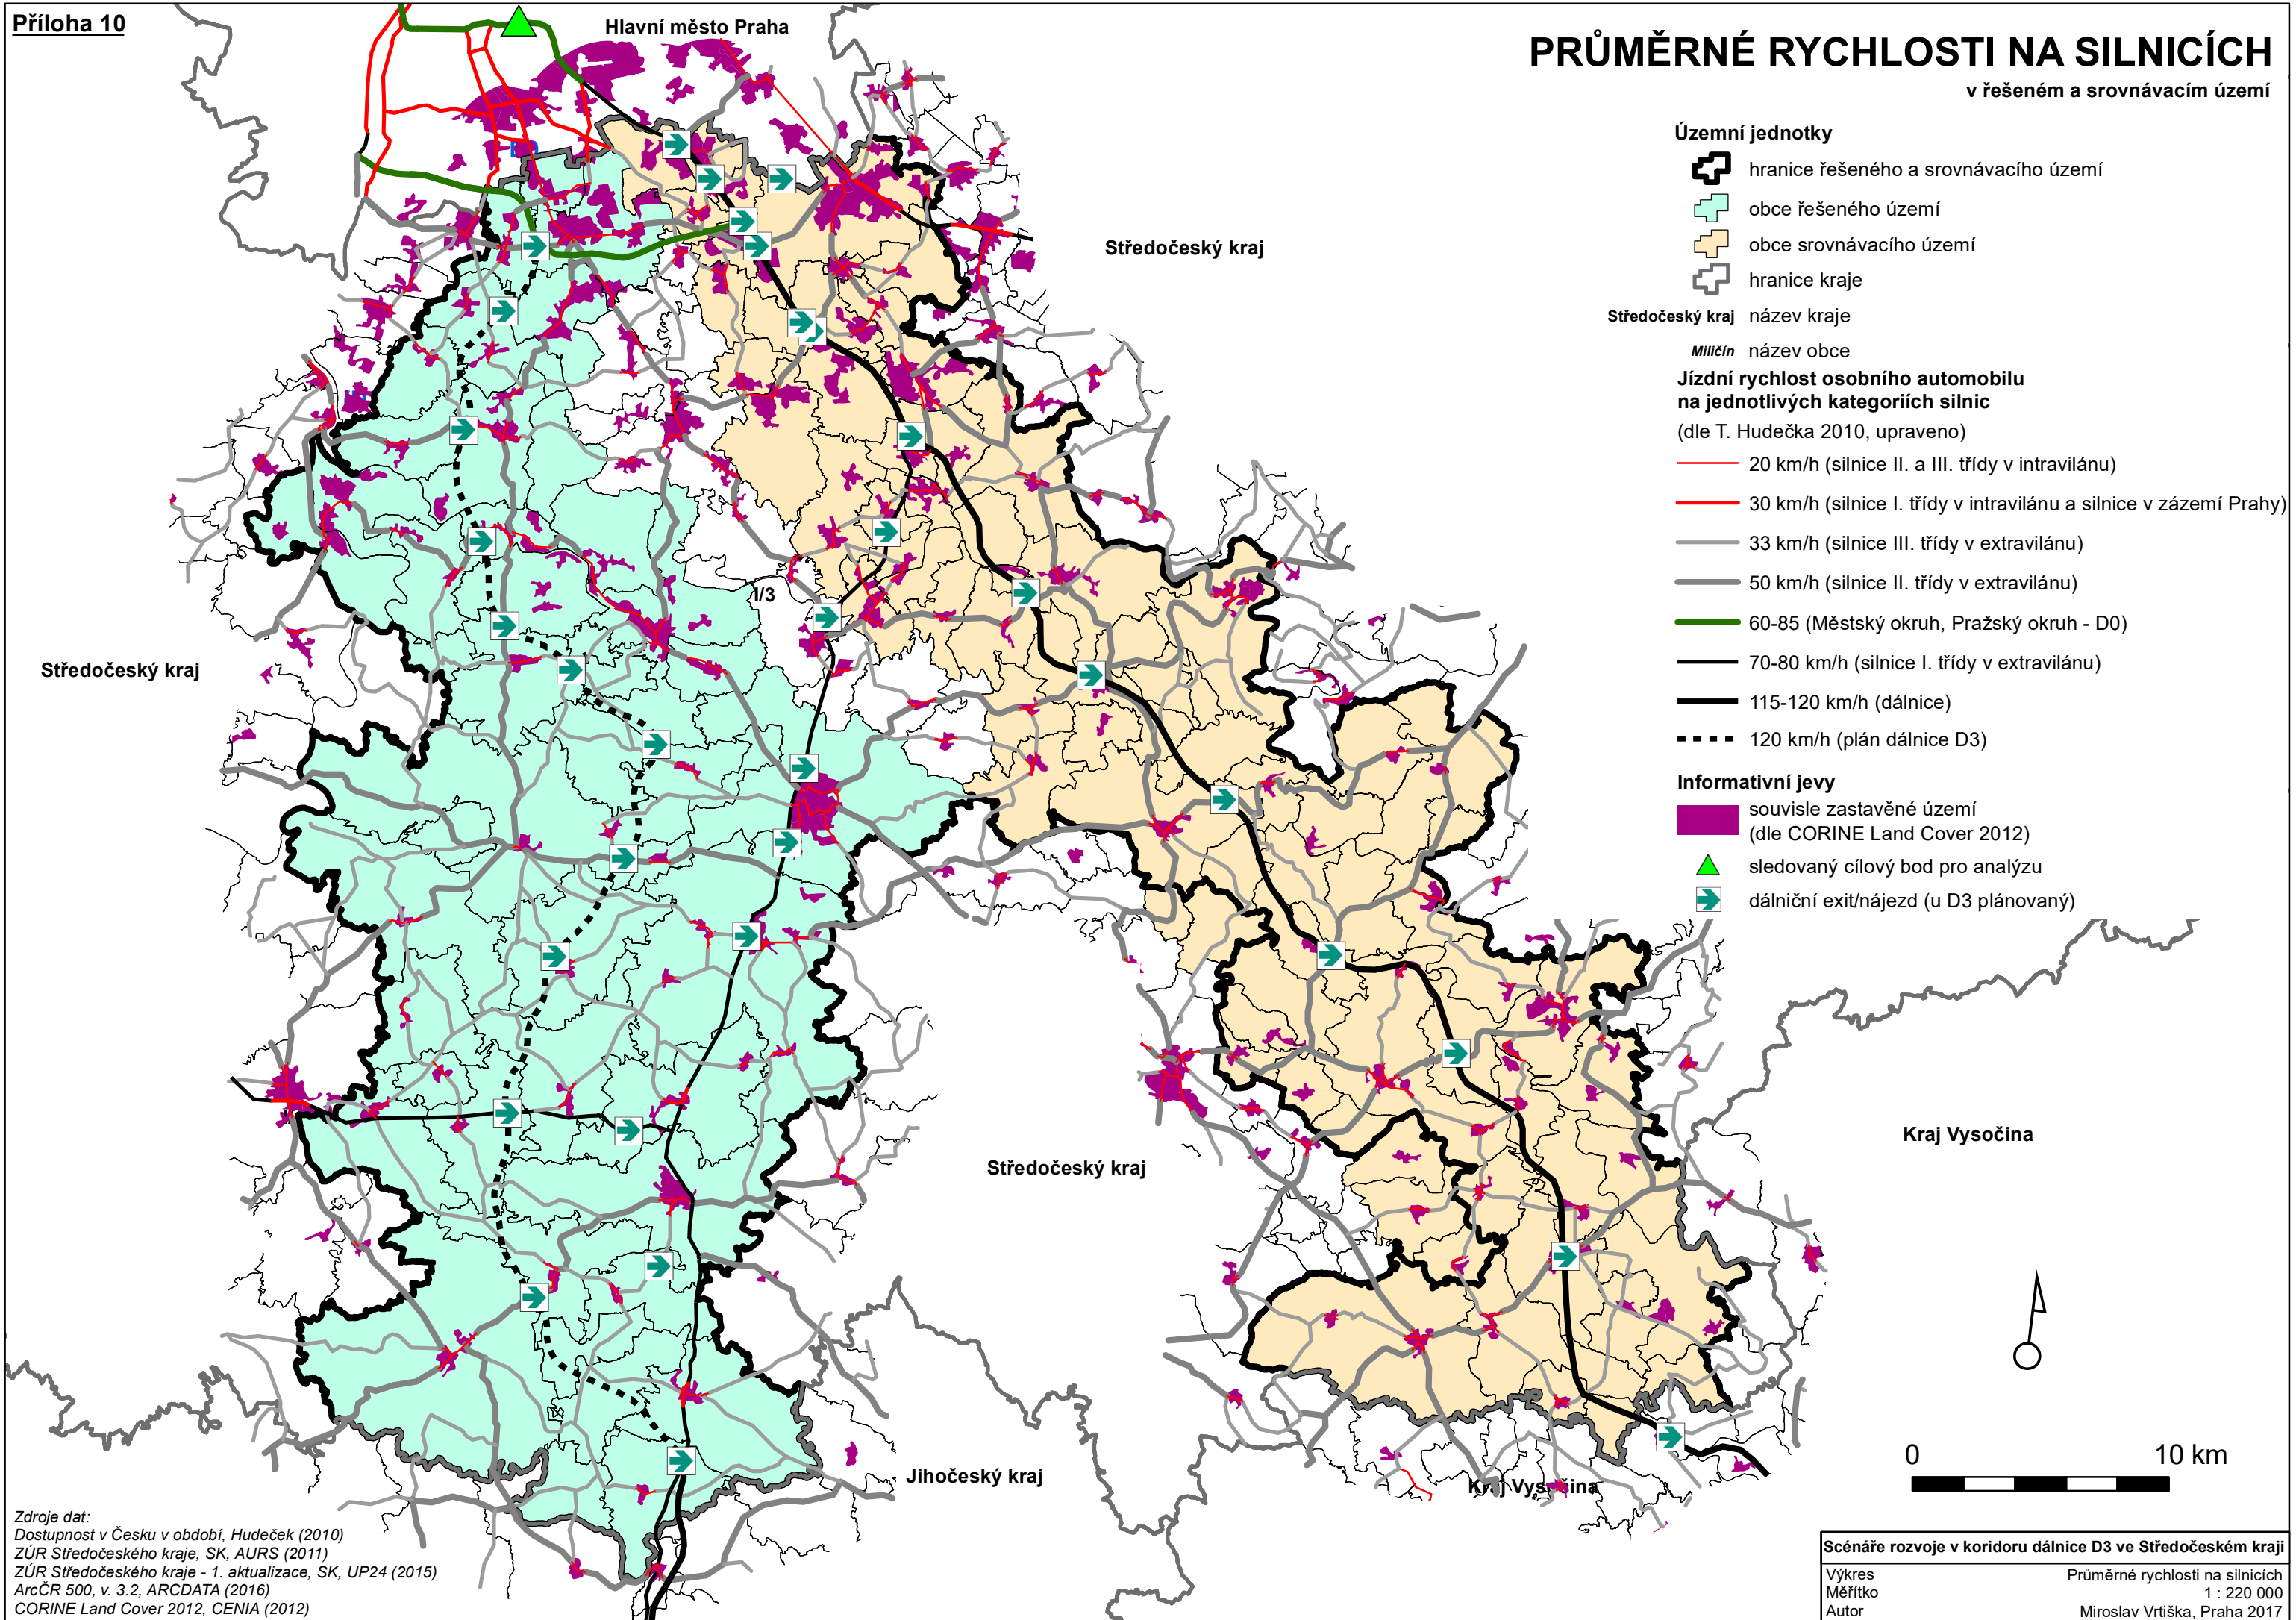 Příloha 10
Hlavní město Praha
PRŮMĚRNÉ RYCHLOSTI NA SILNICÍCH
v řešeném a srovnávacím území
Územní jednotky
hranice řešeného a srovnávacího území
obce řešeného území
obce srovnávacího území
hranice kraje
Středočeský kraj název kraje
Miličín název obce
Jízdní rychlost osobního automobilu
na jednotlivých kategoriích silnic
(dle T. Hudečka 2010, upraveno)
20 km/h (silnice II. a III. třídy v intravilánu)
30 km/h (silnice I. třídy v intravilánu a silnice v zázemí Prahy)
33 km/h (silnice III. třídy v extravilánu)
50 km/h (silnice II. třídy v extravilánu)
60-85 (Městský okruh, Pražský okruh - D0)
70-80 km/h (silnice I. třídy v extravilánu)
115-120 km/h (dálnice)
120 km/h (plán dálnice D3)
Informativní jevy
souvisle zastavěné území
(dle CORINE Land Cover 2012)
sledovaný cílový bod pro analýzu
dálniční exit/nájezd (u D3 plánovaný)
Středočeský kraj
I/3
Středočeský kraj
Středočeský kraj
Kraj Vysočina
Jihočeský kraj
Kraj Vysočina
0 10 km
Zdroje dat:
Dostupnost v Česku v období, Hudeček (2010)
ZÚR Středočeského kraje, SK, AURS (2011)
ZÚR Středočeského kraje - 1. aktualizace, SK, UP24 (2015)
ArcČR 500, v. 3.2, ARCDATA (2016)
CORINE Land Cover 2012, CENIA (2012)
Scénáře rozvoje v koridoru dálnice D3 ve Středočeském kraji
Výkres Průměrné rychlosti na silnicích
Měřítko 1 : 220 000
Autor Miroslav Vrtiška, Praha 2017